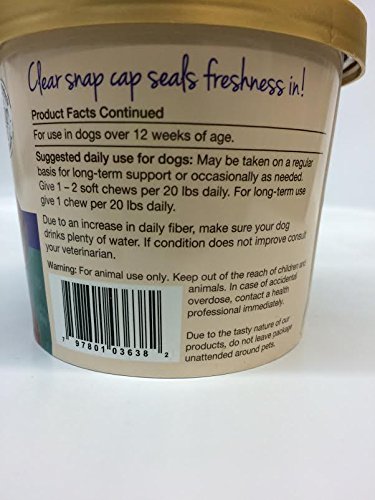 Clear snap cap seals freshness in!
Product Facts Continued
For use in dogs over 12 weeks of age.
Suggested daily use for dogs: May be taken on a regular
basis for long-term support or occasionally as needed.
Give 1 - 2 soft chews per 20 lbs daily. For long-term use
give 1 chew per 20 lbs daily.
Due to an increase in daily fiber, make sure your dog
drinks plenty of water. If condition does not improve consult
your veterinarian.
Warning: For animal use only. Keep out of the reach of children and
animals. In case of accidental
overdose, contact a health
professional immediately.
Due to the tasty nature of our
products, do not leave package
unattended around pets.
7 97801 03638 2